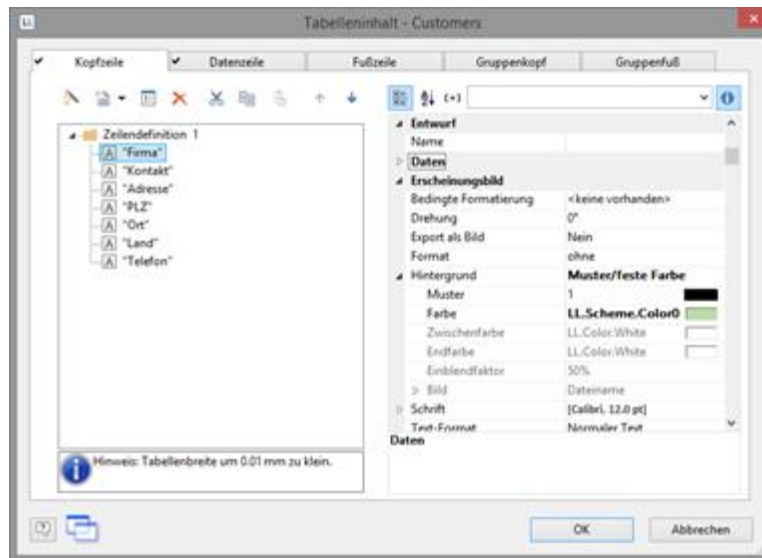 LL
Tabelleninhalt - Customers
Kopfzeile Datenzeile Fußzeile Gruppenkopf Gruppenfuß
Zeilendefinition 1
"Firma"
"Kontakt"
"Adresse"
"PLZ"
"Ort"
"Land"
"Telefon"
Hinweis: Tabellenbreite um 0.01 mm zu klein.
Entwurf
Name
Daten
Erscheinungsbild
Bedingte Formatierung <keine vorhanden>
Drehung 0°
Export als Bild Nein
Format ohne
Hintergrund Muster/feste Farbe
Muster 1
Farbe LL.Scheme.Color0
Zwischenfarbe LL.Color.White
Endfarbe LL.Color.White
Einblendfaktor 50%
Bild Dateiname
Schrift [Calibri, 12.0 pt]
Text-Format Normaler Text
Daten
OK Abbrechen